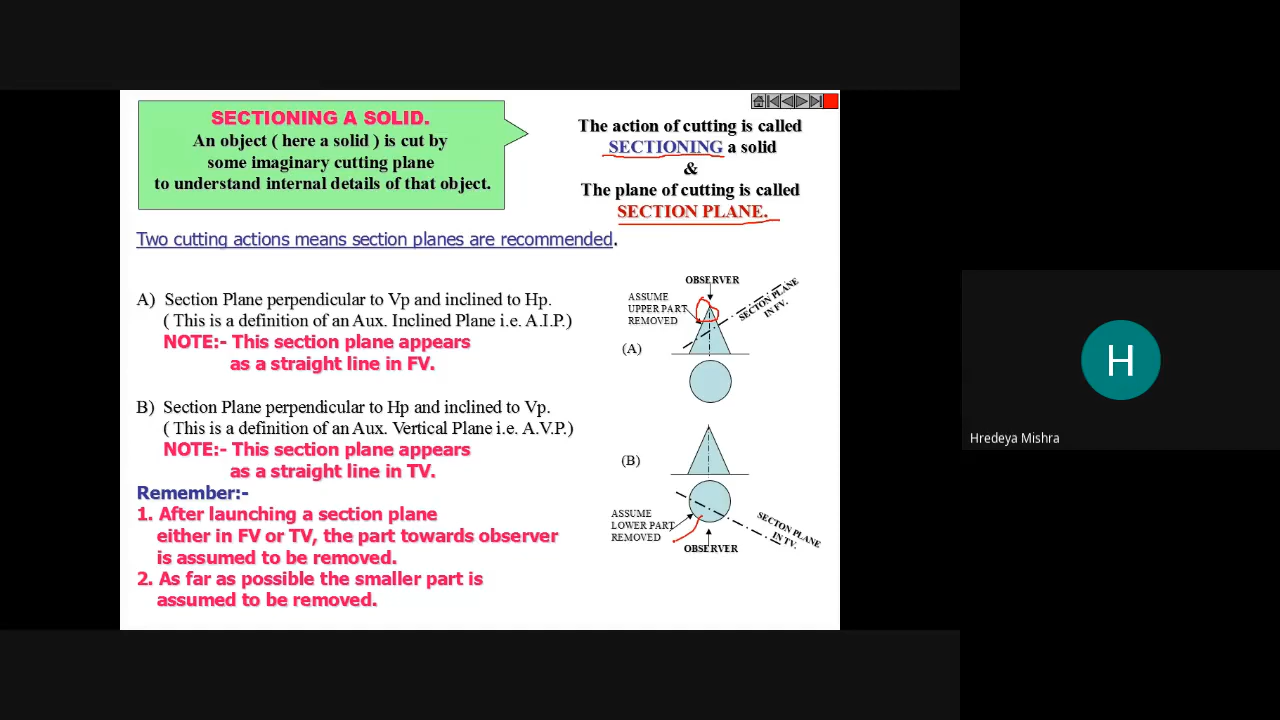 SECTIONING A SOLID.
An object ( here a solid ) is cut by
some imaginary cutting plane
to understand internal details of that object.
The action of cutting is called
SECTIONING a solid
&
The plane of cutting is called
SECTION PLANE.
Two cutting actions means section planes are recommended.
A) Section Plane perpendicular to Vp and inclined to Hp.
( This is a definition of an Aux. Inclined Plane i.e. A.I.P.)
NOTE:- This section plane appears
as a straight line in FV.
B) Section Plane perpendicular to Hp and inclined to Vp.
( This is a definition of an Aux. Vertical Plane i.e. A.V.P.)
NOTE:- This section plane appears
as a straight line in TV.
Remember:-
1. After launching a section plane
either in FV or TV, the part towards observer
is assumed to be removed.
2. As far as possible the smaller part is
assumed to be removed.
OBSERVER
ASSUME
UPPER PART
REMOVED
SECTON PLANE
IN FV.
(A)
(B)
ASSUME
LOWER PART
REMOVED
OBSERVER
SECTON PLANE
IN TV.
H
Hredeya Mishra